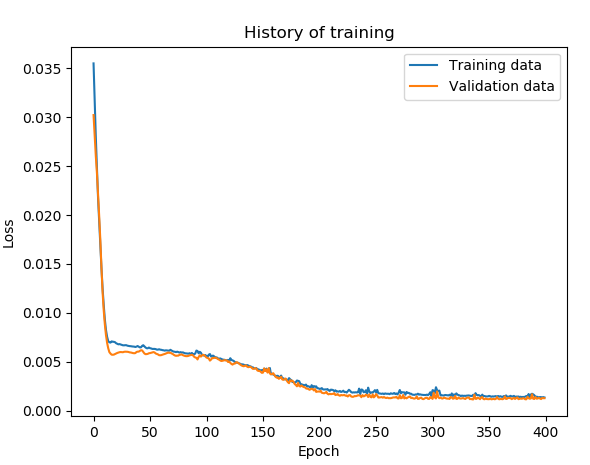 History of training
Training data
Validation data
0.035
0.030
0.025
0.020
0.015
0.010
0.005
0.000
Loss
0 50 100 150 200 250 300 350 400
Epoch